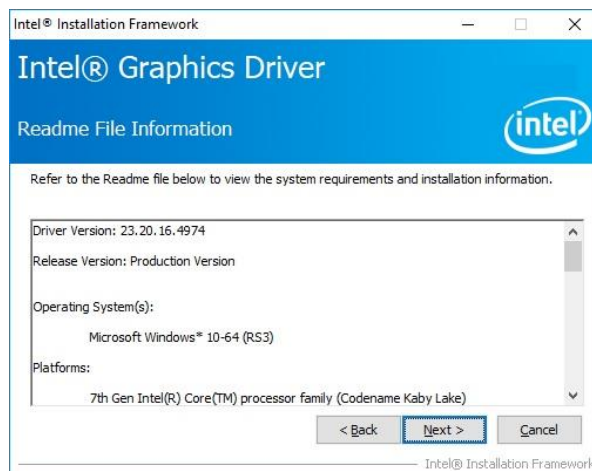 Intel® Installation Framework
Intel® Graphics Driver
Readme File Information
intel
Refer to the Readme file below to view the system requirements and installation information.
Driver Version: 23.20.16.4974
Release Version: Production Version
Operating System(s):
Microsoft Windows* 10-64 (RS3)
Platforms:
7th Gen Intel(R) Core(TM) processor family (Codename Kaby Lake)
< Back Next > Cancel
Intel® Installation Framework